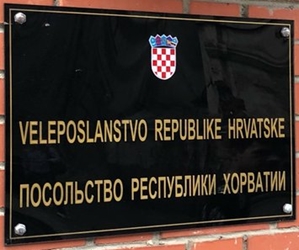 VELEPOSLANSTVO REPUBLIKE HRVATSKE
ПОСОЛЬСТВО РЕСПУБЛИКИ ХОРВАТИИ